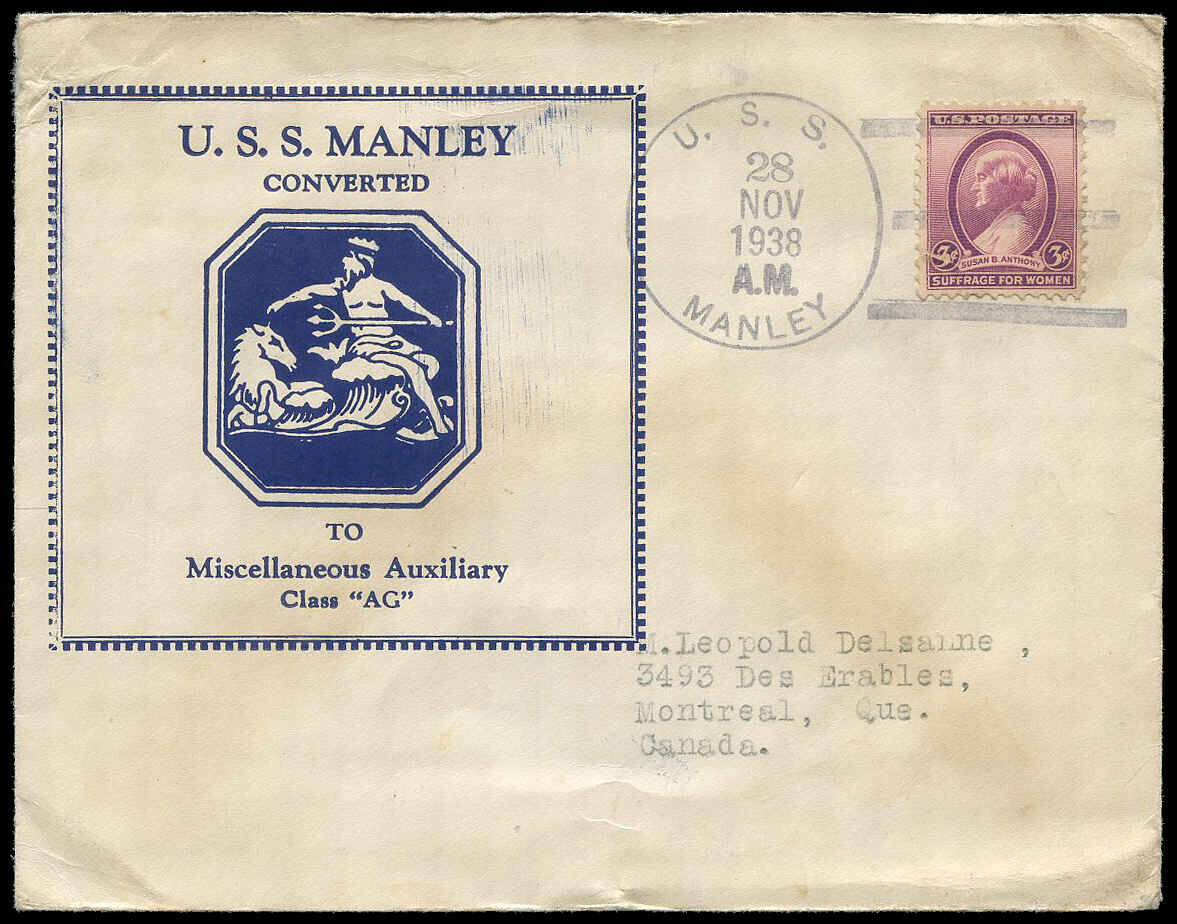 U. S. S. MANLEY
CONVERTED
TO
Miscellaneous Auxiliary
Class "AG"
U. S. S.
28
NOV
1938
A.M.
MANLEY
U.S. POSTAGE
3¢ SUSAN B. ANTHONY 3¢
SUFFRAGE FOR WOMEN
M.Leopold Delsanne ,
3493 Des Erables,
Montreal, Que.
Canada.